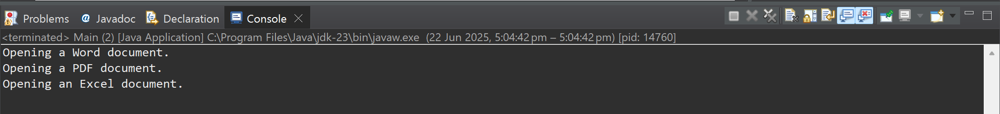 Problems Javadoc Declaration Console
<terminated> Main (2) [Java Application] C:\Program Files\Java\jdk-23\bin\javaw.exe (22 Jun 2025, 5:04:42 pm – 5:04:42 pm) [pid: 14760]
Opening a Word document.
Opening a PDF document.
Opening an Excel document.